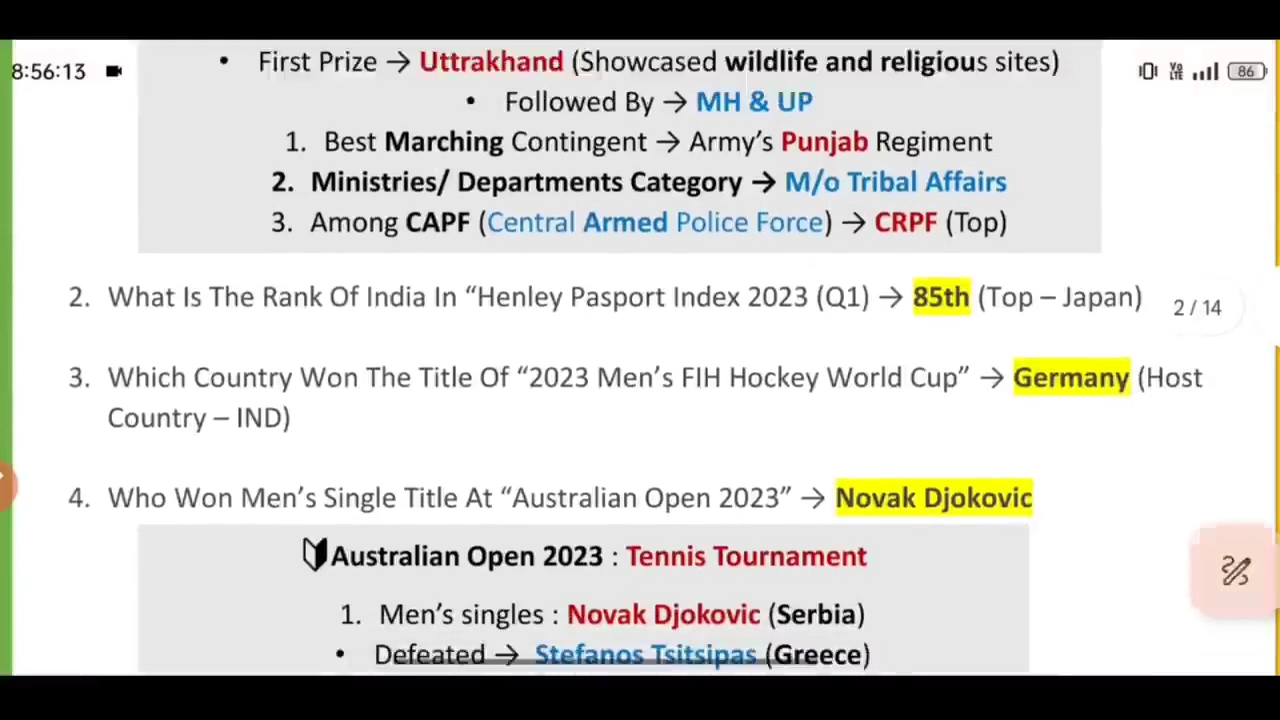 • First Prize → Uttrakhand (Showcased wildlife and religious sites)
8:56:13
Vo LTE 86
• Followed By → MH & UP
1. Best Marching Contingent → Army's Punjab Regiment
2. Ministries/ Departments Category → M/o Tribal Affairs
3. Among CAPF (Central Armed Police Force) → CRPF (Top)
2. What Is The Rank Of India In “Henley Pasport Index 2023 (Q1) → 85th (Top – Japan)
2 / 14
3. Which Country Won The Title Of “2023 Men's FIH Hockey World Cup” → Germany (Host
Country – IND)
4. Who Won Men's Single Title At “Australian Open 2023” → Novak Djokovic
Australian Open 2023 : Tennis Tournament
1. Men's singles : Novak Djokovic (Serbia)
• Defeated → Stefanos Tsitsipas (Greece)